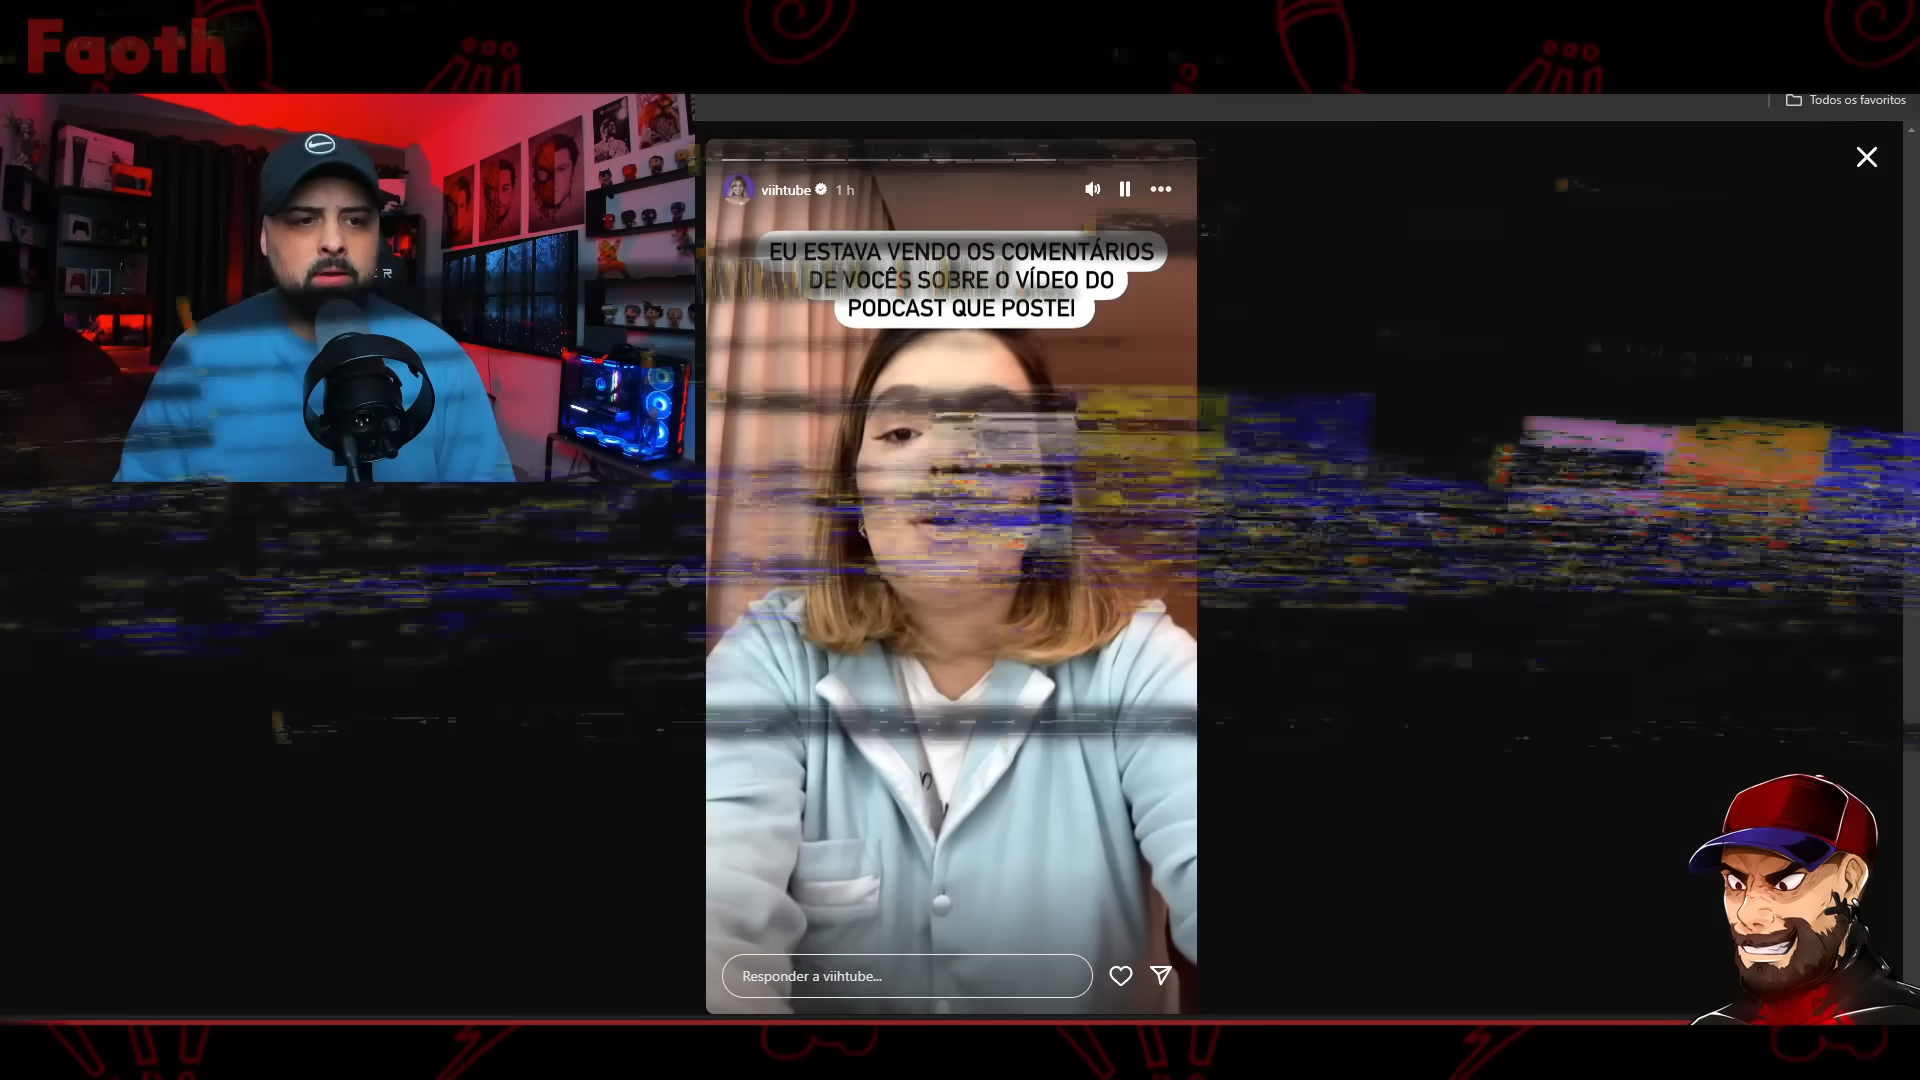 Faoth
Todos os favoritos
viihtube 1 h
EU ESTAVA VENDO OS COMENTÁRIOS
DE VOCÊS SOBRE O VÍDEO DO
PODCAST QUE POSTEI
Responder a viihtube...